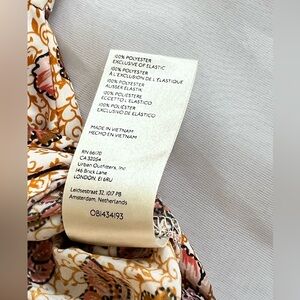 100% POLYESTER
EXCLUSIVE OF ELASTIC
100% POLYESTER
À L'EXCLUSION DE L'ÉLASTIQUE
100% POLYESTER
AUSSER ELASTIK
100% POLIESTERE
ECCETTO L'ELASTICO
100% POLIÉSTER
EXCLUSIVO DE ELÁSTICO
MADE IN VIETNAM
HECHO EN VIETNAM
RN 66170
CA 32054
Urban Outfitters, Inc
146 Brick Lane
LONDON, E1 6RU
Leidsestraat 32, 1017 PB
Amsterdam, Netherlands
OB1434193